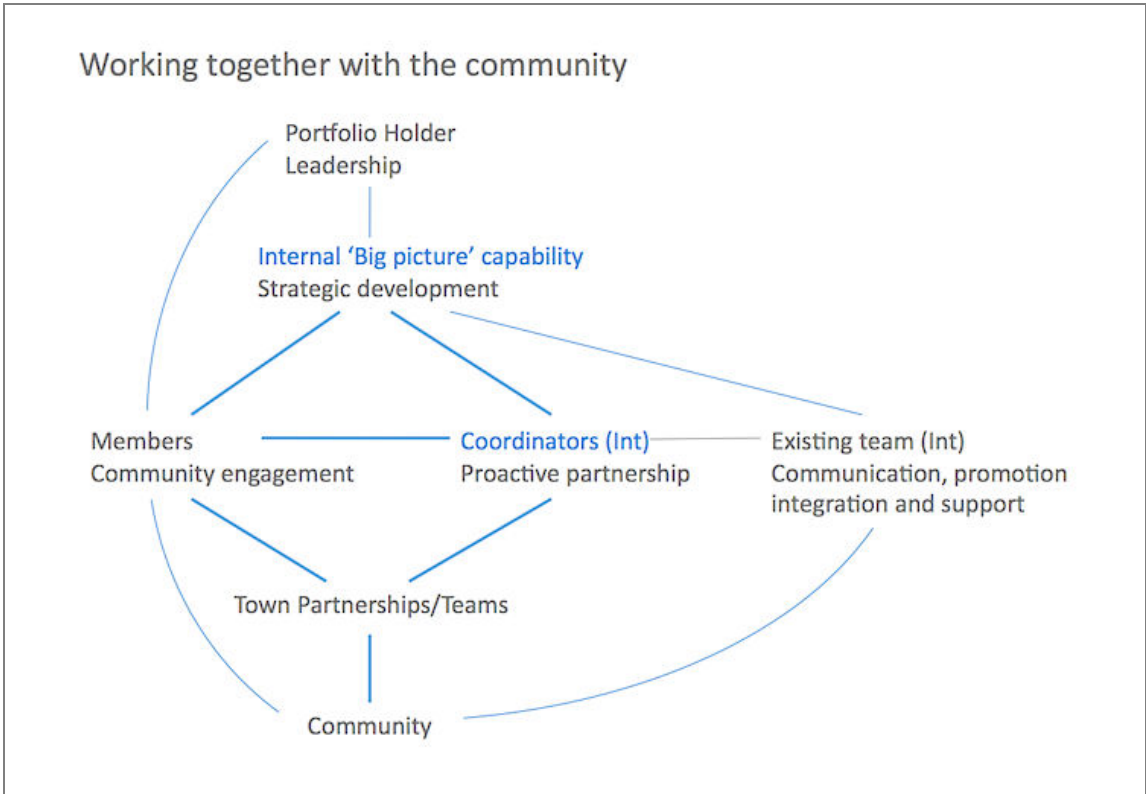 Working together with the community
Portfolio Holder
Leadership
Internal ‘Big picture’ capability
Strategic development
Members
Community engagement
Coordinators (Int)
Proactive partnership
Existing team (Int)
Communication, promotion
integration and support
Town Partnerships/Teams
Community